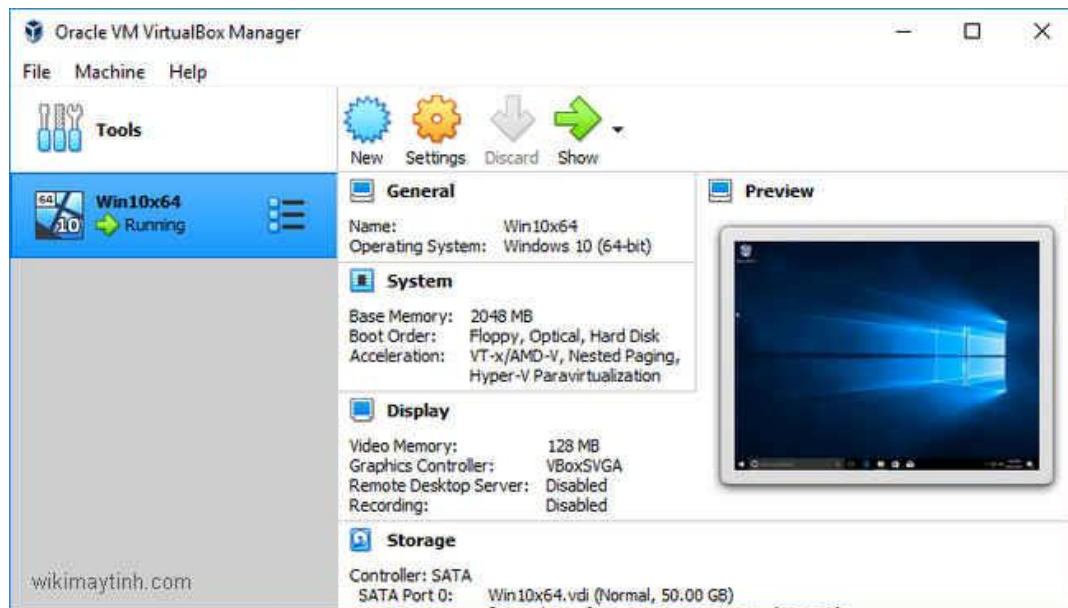 Oracle VM VirtualBox Manager
File Machine Help
Tools
New Settings Discard Show
64
10
Win10x64
Running
General
Name: Win10x64
Operating System: Windows 10 (64-bit)
Preview
System
Base Memory: 2048 MB
Boot Order: Floppy, Optical, Hard Disk
Acceleration: VT-x/AMD-V, Nested Paging,
Hyper-V Paravirtualization
Display
Video Memory: 128 MB
Graphics Controller: VBoxSVGA
Remote Desktop Server: Disabled
Recording: Disabled
Storage
Controller: SATA
SATA Port 0: Win10x64.vdi (Normal, 50.00 GB)
wikimaytinh.com